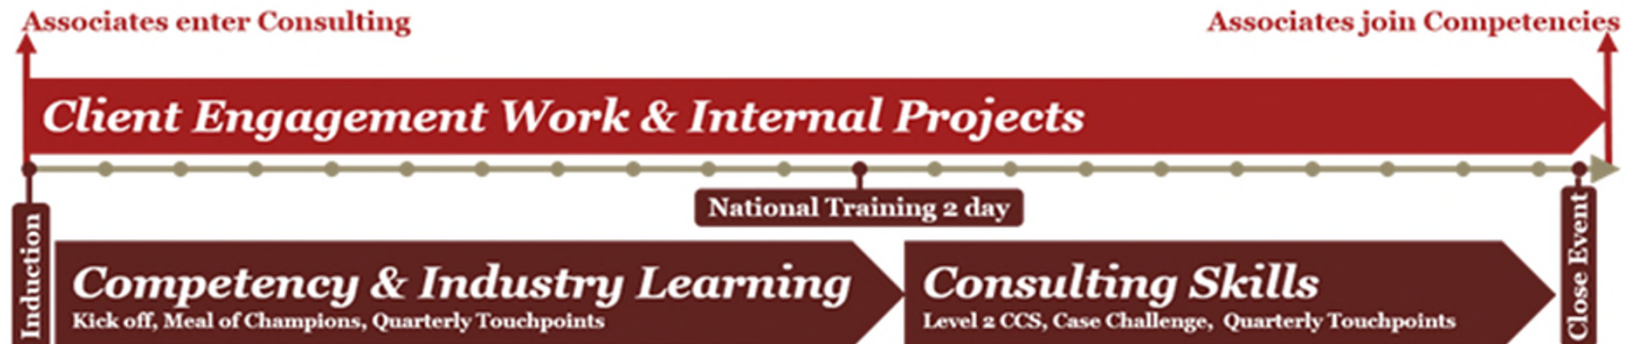 Associates enter Consulting
Associates join Competencies
Client Engagement Work & Internal Projects
National Training 2 day
Induction
Competency & Industry Learning
Kick off, Meal of Champions, Quarterly Touchpoints
Consulting Skills
Level 2 CCS, Case Challenge, Quarterly Touchpoints
Close Event